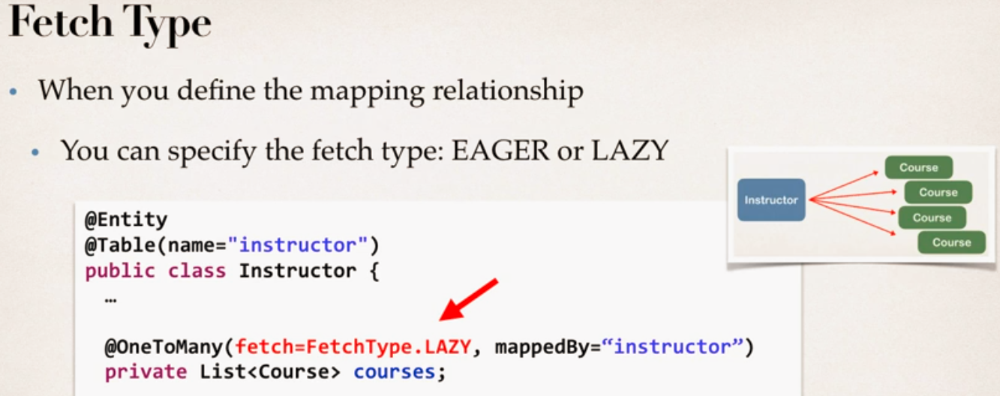 Fetch Type
• When you define the mapping relationship
• You can specify the fetch type: EAGER or LAZY
@Entity
@Table(name="instructor")
public class Instructor {
…
@OneToMany(fetch=FetchType.LAZY, mappedBy=“instructor”)
private List<Course> courses;
Instructor
Course
Course
Course
Course